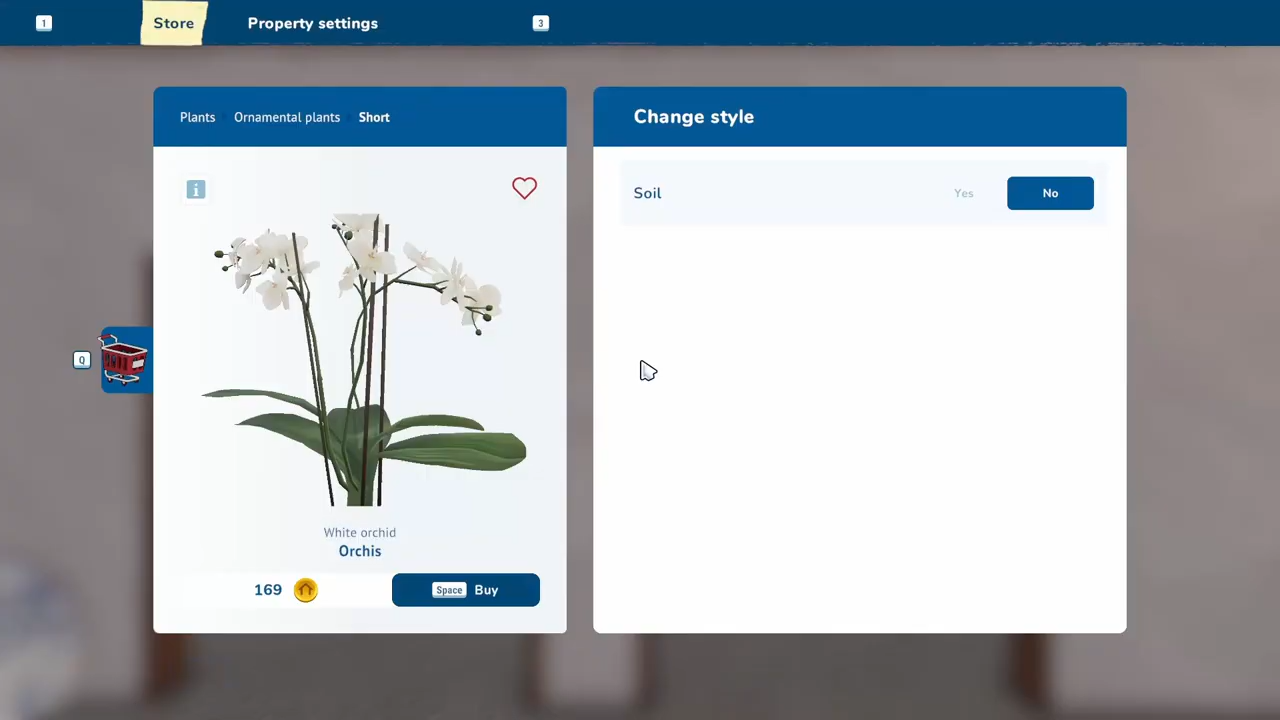 1 Store Property settings 3
Plants Ornamental plants Short
Change style
i
Soil Yes No
Q
White orchid
Orchis
169 Space Buy